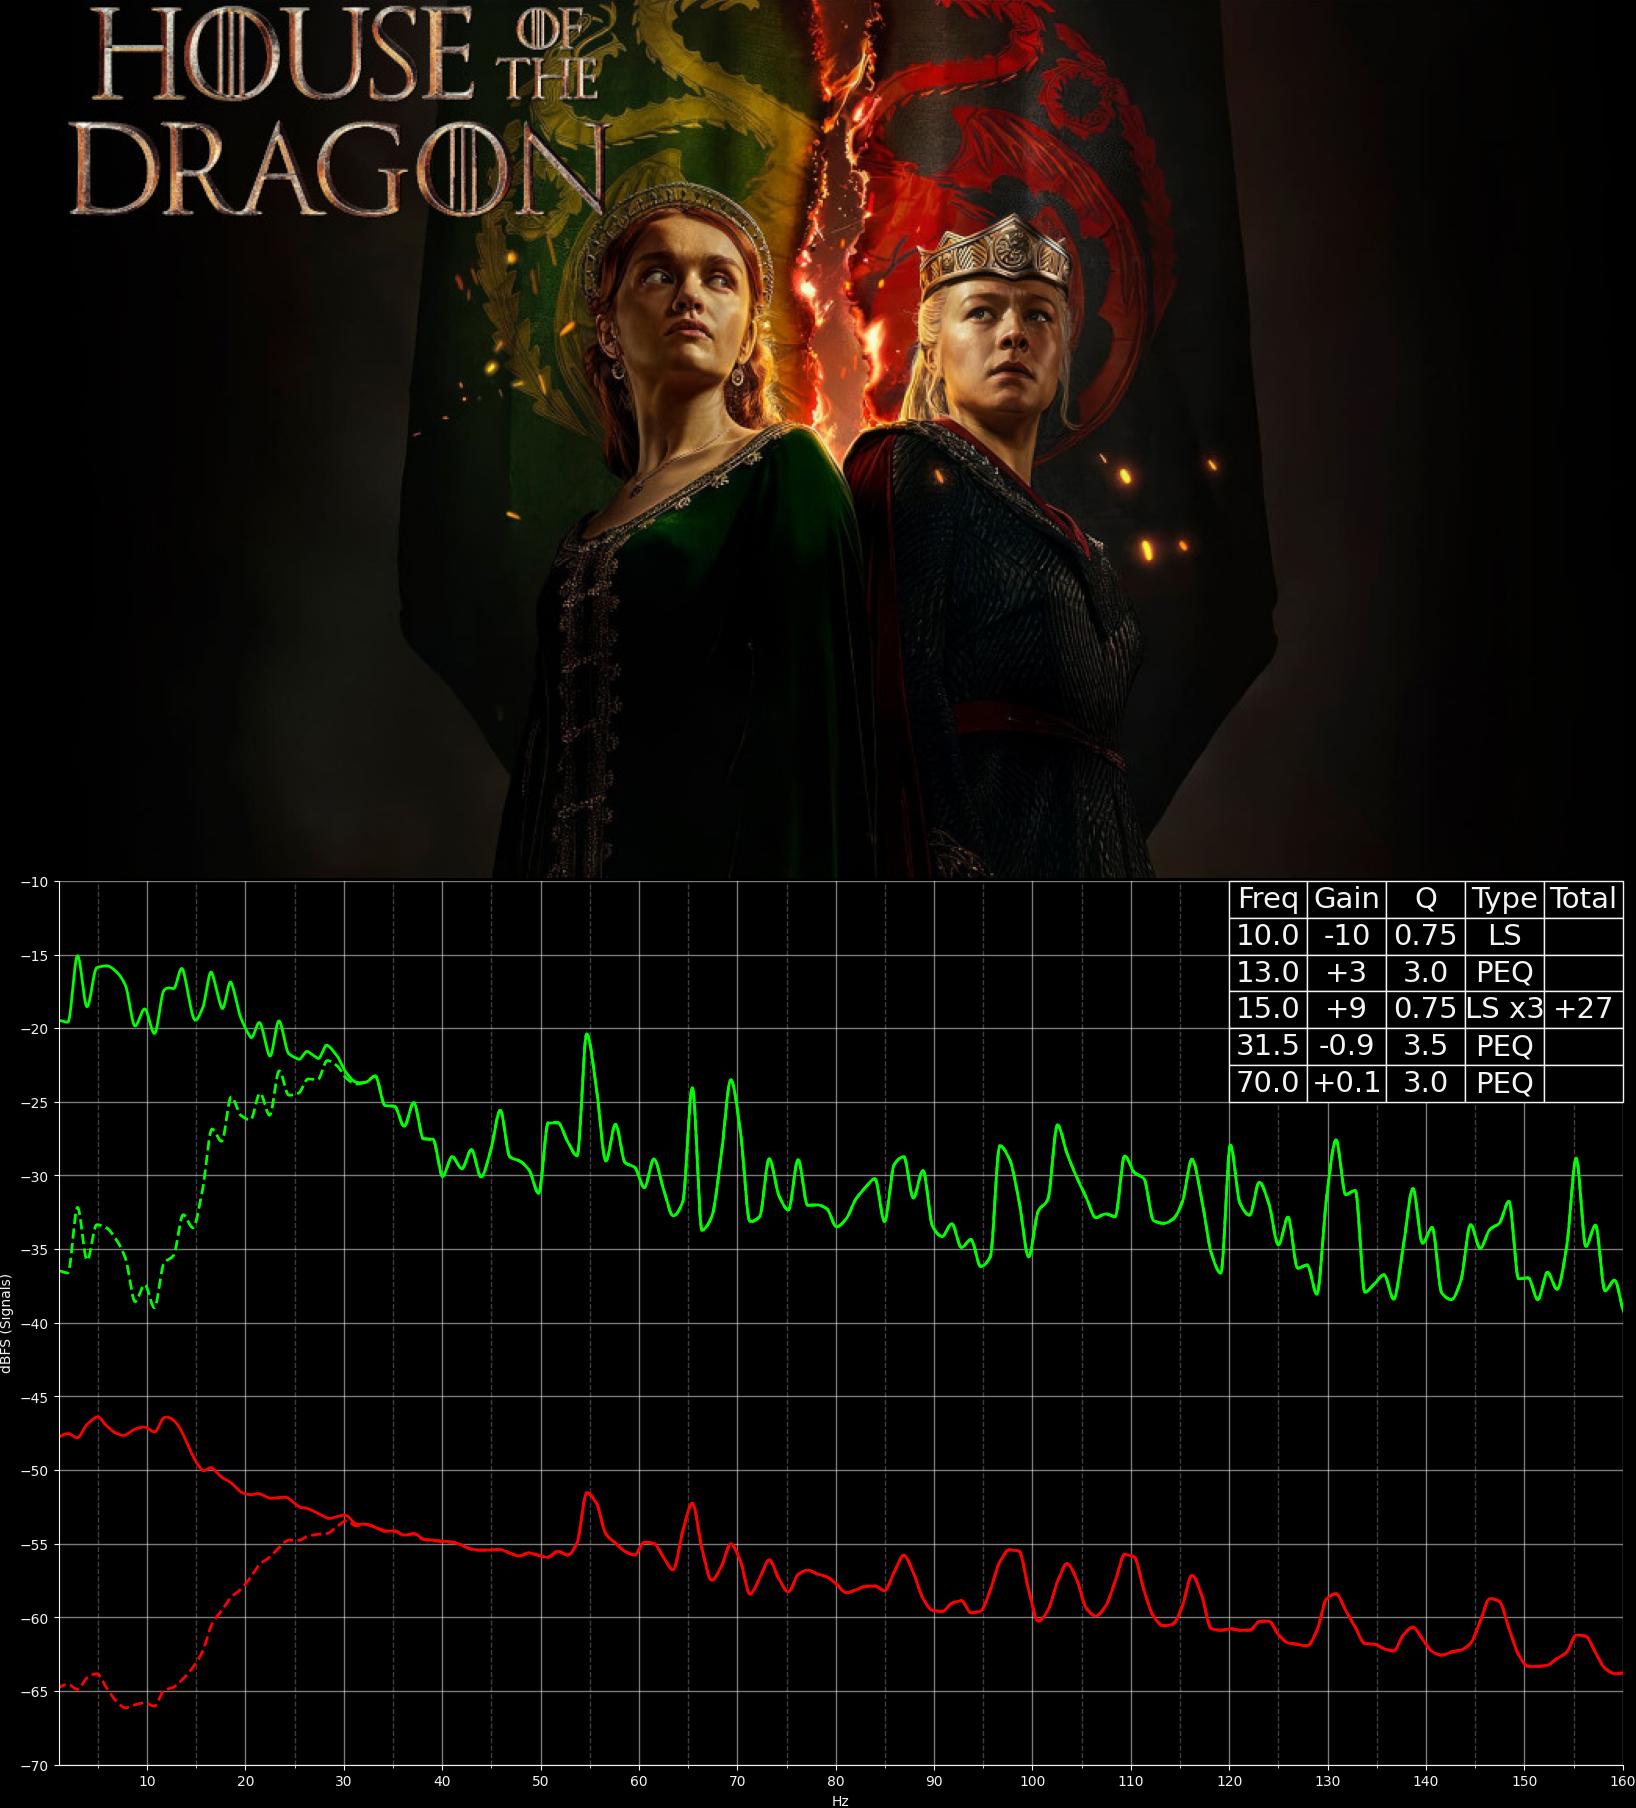 HOUSE OF
THE
DRAGON
Freq Gain Q Type Total
10.0 -10 0.75 LS
13.0 +3 3.0 PEQ
15.0 +9 0.75 LS x3 +27
31.5 -0.9 3.5 PEQ
70.0 +0.1 3.0 PEQ
−10
−15
−20
−25
−30
−35
−40
−45
−50
−55
−60
−65
−70
dBFS (Signals)
10 20 30 40 50 60 70 80 90 100 110 120 130 140 150 160
Hz